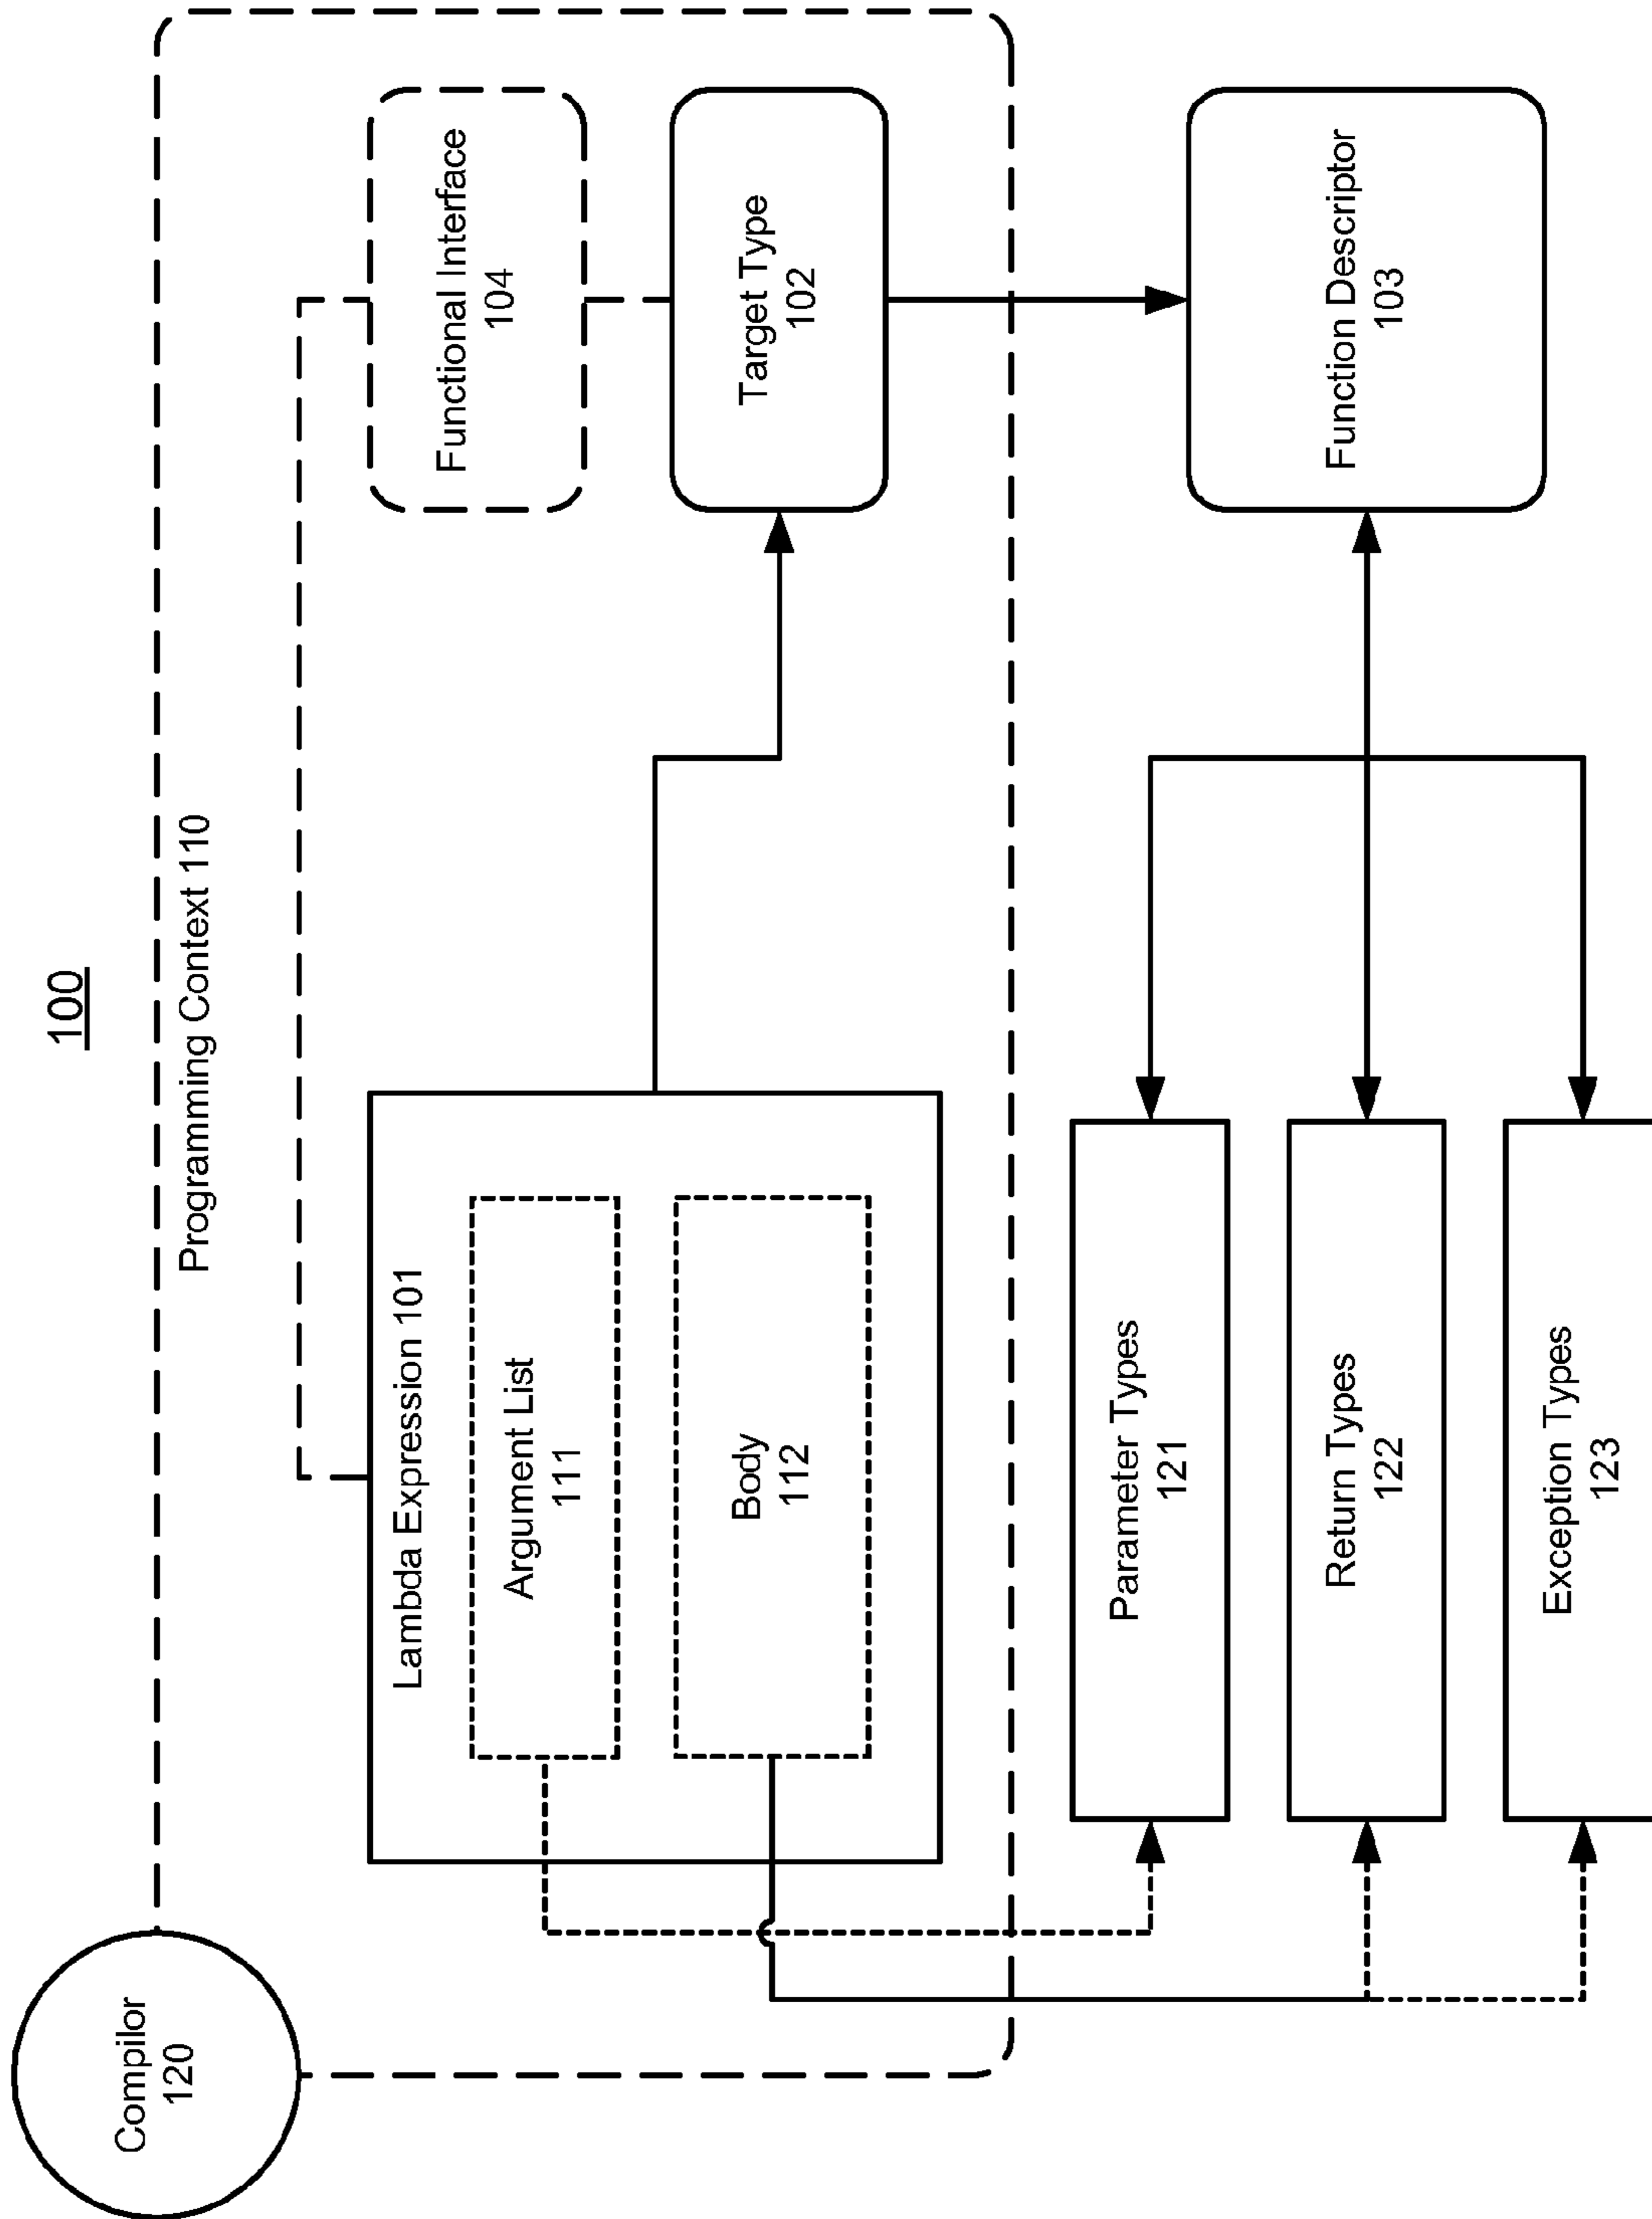 100
Compilor
120
Programming Context 110
Lambda Expression 101
Functional Interface
104
Argument List
111
Body
112
Target Type
102
Parameter Types
121
Return Types
122
Function Descriptor
103
Exception Types
123